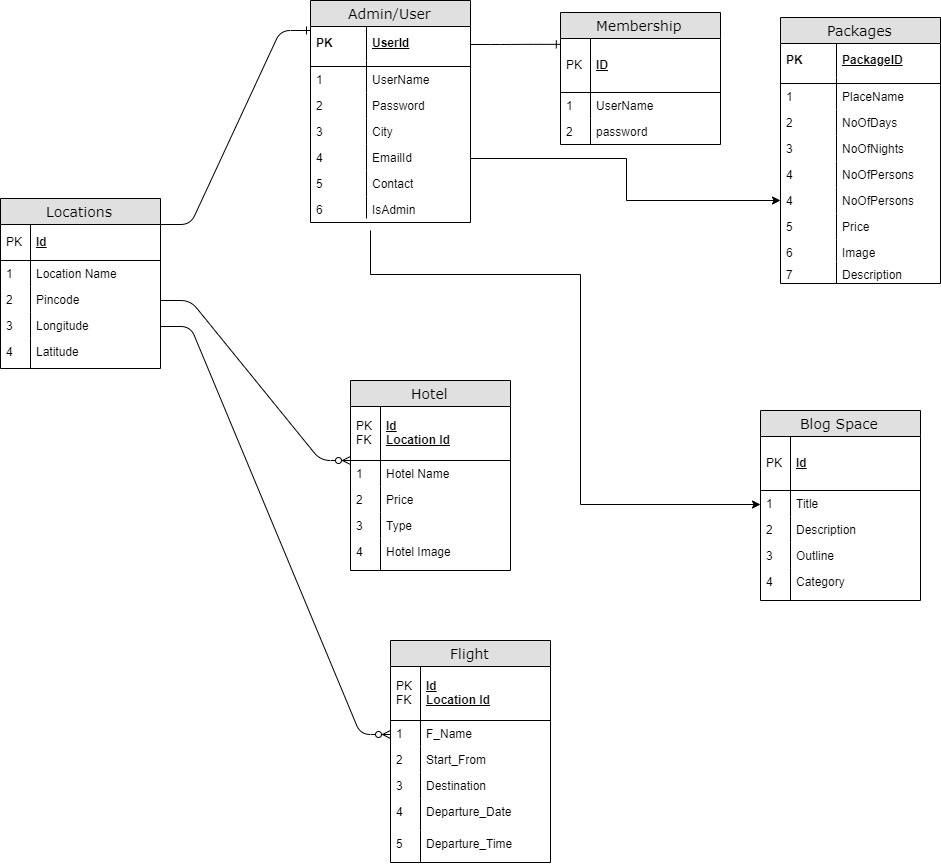 Admin/User
PK UserId
1 UserName
2 Password
3 City
4 EmailId
5 Contact
6 IsAdmin
Membership
PK ID
1 UserName
2 password
Packages
PK PackageID
1 PlaceName
2 NoOfDays
3 NoOfNights
4 NoOfPersons
4 NoOfPersons
5 Price
6 Image
7 Description
Locations
PK Id
1 Location Name
2 Pincode
3 Longitude
4 Latitude
Hotel
PK Id
FK Location Id
1 Hotel Name
2 Price
3 Type
4 Hotel Image
Blog Space
PK Id
1 Title
2 Description
3 Outline
4 Category
Flight
PK Id
FK Location Id
1 F_Name
2 Start_From
3 Destination
4 Departure_Date
5 Departure_Time